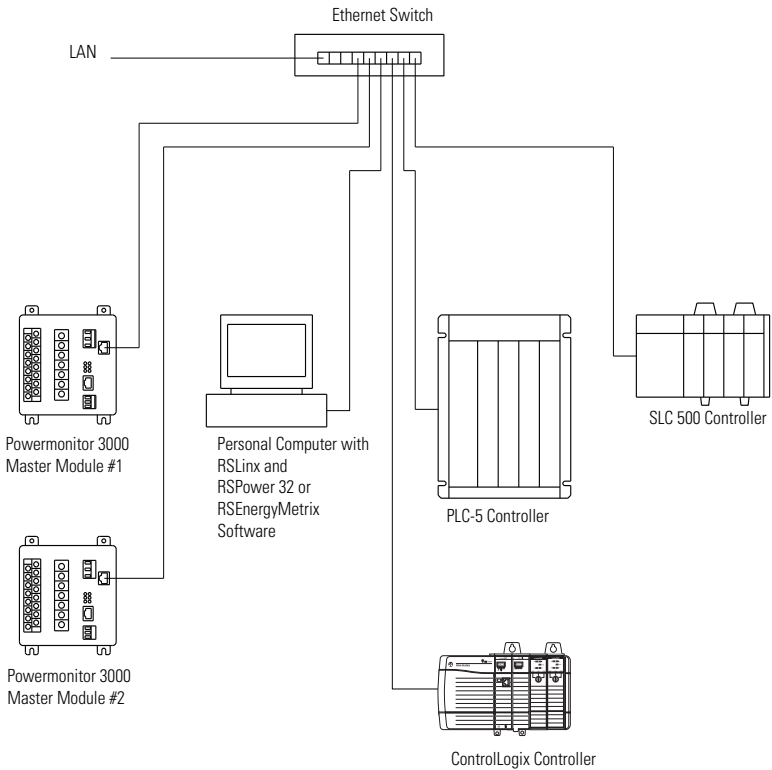 Ethernet Switch
LAN
Powermonitor 3000
Master Module #1
Personal Computer with
RSLinx and
RSPower 32 or
RSEnergyMetrix
Software
PLC-5 Controller
SLC 500 Controller
Powermonitor 3000
Master Module #2
ControlLogix Controller